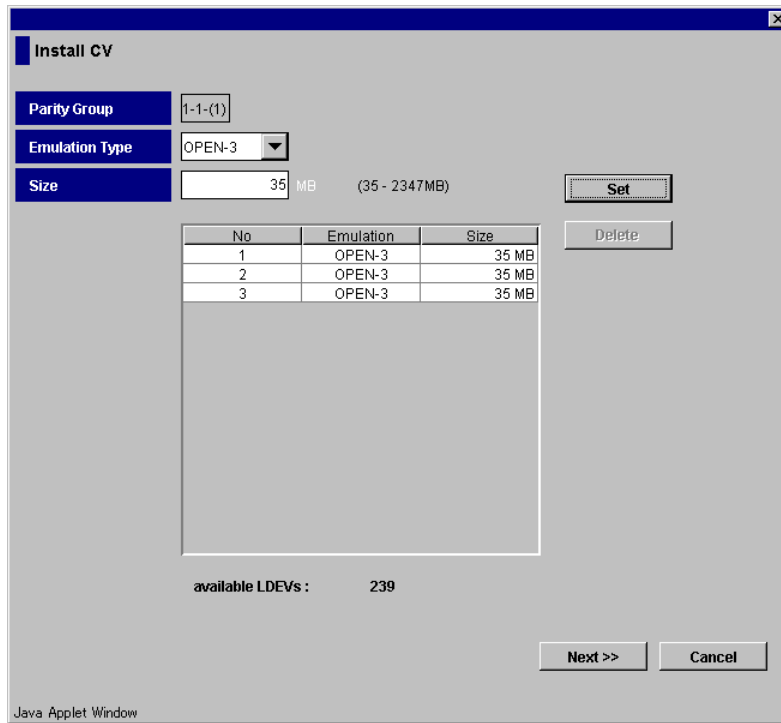 Install CV
Parity Group 1-1-(1)
Emulation Type OPEN-3
Size 35 MB (35 - 2347MB) Set
Delete
No Emulation Size
1 OPEN-3 35 MB
2 OPEN-3 35 MB
3 OPEN-3 35 MB
available LDEVs : 239
Next >> Cancel
Java Applet Window